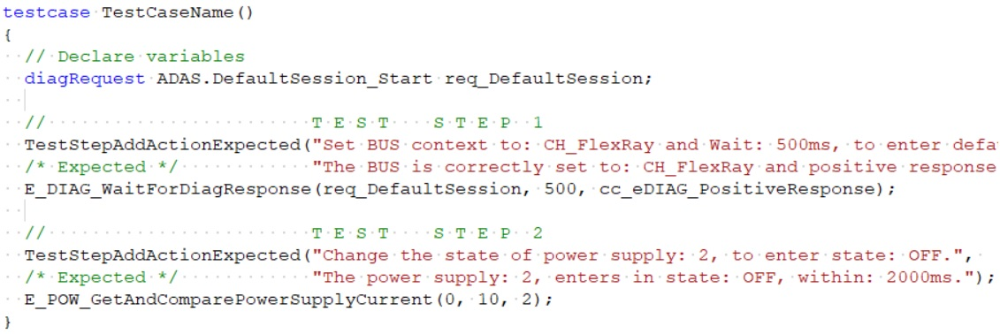 testcase TestCaseName()
{
// Declare variables
diagRequest ADAS.DefaultSession_Start req_DefaultSession;
// T E S T S T E P 1
TestStepAddActionExpected("Set BUS context to: CH_FlexRay and Wait: 500ms, to enter defa
/* Expected */ "The BUS is correctly set to: CH_FlexRay and positive response
E_DIAG_WaitForDiagResponse(req_DefaultSession, 500, cc_eDIAG_PositiveResponse);
// T E S T S T E P 2
TestStepAddActionExpected("Change the state of power supply: 2, to enter state: OFF.",
/* Expected */ "The power supply: 2, enters in state: OFF, within: 2000ms.");
E_POW_GetAndComparePowerSupplyCurrent(0, 10, 2);
}